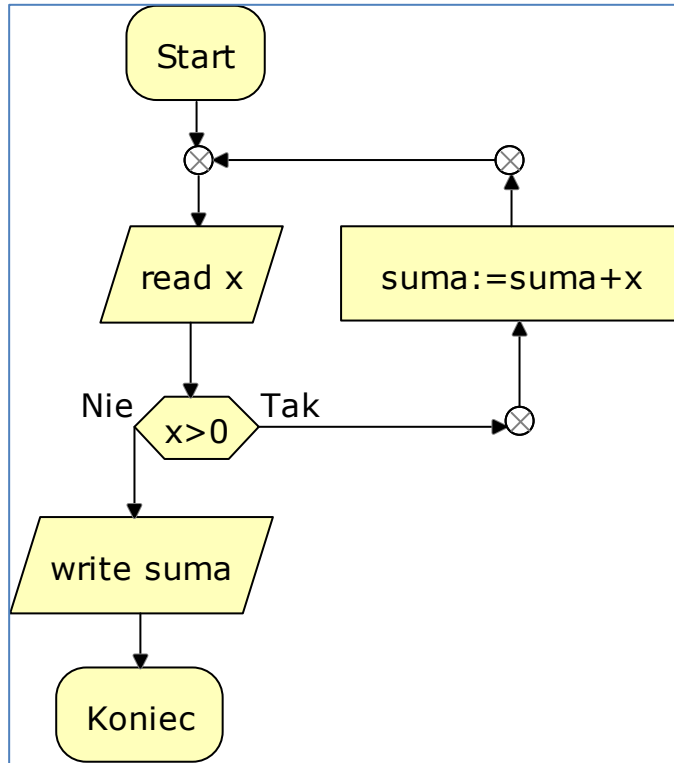 Start
read x
suma:=suma+x
Nie
Tak
x>0
write suma
Koniec